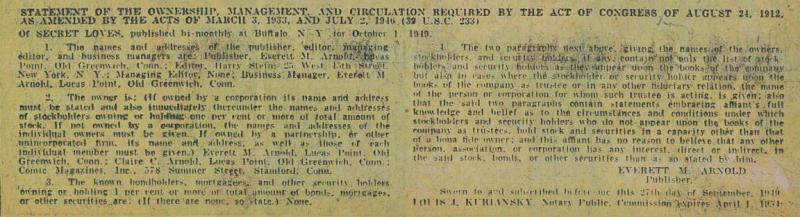 STATEMENT OF THE OWNERSHIP, MANAGEMENT, AND CIRCULATION REQUIRED BY THE ACT OF CONGRESS OF AUGUST 24, 1912,
AS AMENDED BY THE ACTS OF MARCH 3, 1933, AND JULY 2, 1946 (39 U.S.C. 233)
Of SECRET LOVES, published bi-monthly at Buffalo N Y for October 1, 1949.
1. The names and addresses of the publisher, editor, managing
editor, and business managers are: Publisher, Everett M. Arnold, Lucas
Point, Old Greenwich, Conn.; Editor, Harry Stein, 25 West 45th Street
New York, N. Y.; Managing Editor, None; Business Manager, Everett M
Arnold, Lucas Point, Old Greenwich, Conn.
2. The owner is: (If owned by a corporation its name and address
must be stated and also immediately thereunder the names and addresses
of stockholders owning or holding one per cent or more of total amount of
stock. If not owned by a corporation, the names and addresses of the
individual owners must be given. If owned by a partnership, or other
unincorporated firm, its name and address, as well as those of each
individual member must be given.) Everett M. Arnold, Lucas Point, Old
Greenwich, Conn.; Claire C. Arnold, Lucas Point, Old Greenwich, Conn.;
Comic Magazines, Inc., 578 Summer Street, Stamford, Conn.
3. The known bondholders, mortgagees, and other security holders
owning or holding 1 per cent or more of total amount of bonds, mortgages,
or other securities are: (If there are none, so state.) None.
4. The two paragraphs next above, giving the names of the owners,
stockholders, and security holders, if any, contain not only the list of stock-
holders, and security holders as they appear upon the books of the company
but also in cases where the stockholder or security holder appears upon the
books of the company as trustee or in any other fiduciary relation, the name
of the person or corporation for whom such trustee is acting, is given; also
that the said two paragraphs contain statements embracing affiant's full
knowledge and belief as to the circumstances and conditions under which
stockholders and security holders who do not appear upon the books of the
company as trustees, hold stock and securities in a capacity other than that
of a bona fide owner; and this affiant has no reason to believe that any other
person, association, or corporation has any interest, direct or indirect, in
the said stock, bonds, or other securities than as so stated by him.
EVERETT M. ARNOLD
Publisher.
Sworn to and subscribed before me this 27th day of September, 1949
LOUIS J. KURIANSKY, Notary Public. Commission expires April 1, 1954